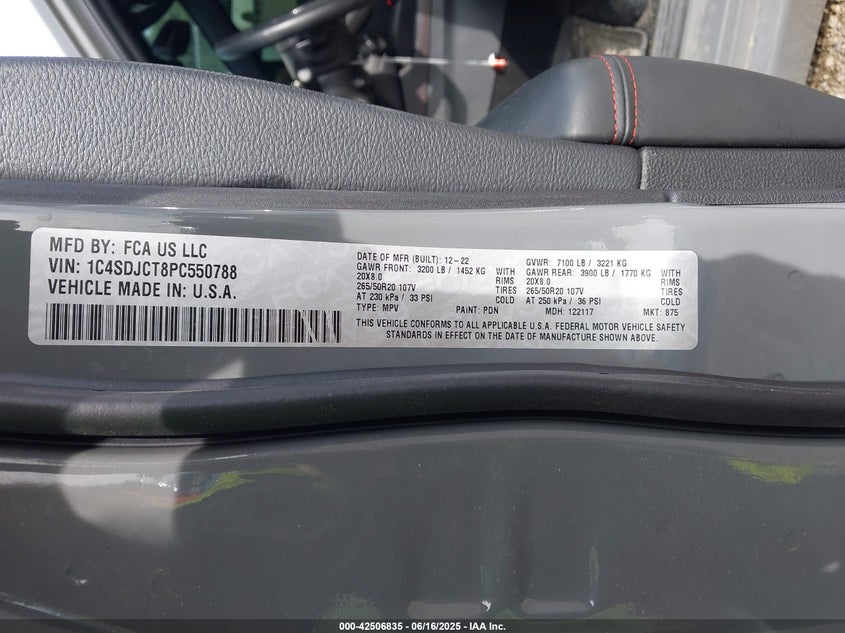 MFD BY: FCA US LLC
VIN: 1C4SDJCT8PC550788
VEHICLE MADE IN: U.S.A.
DATE OF MFR (BUILT): 12-22
GAWR FRONT: 3200 LB / 1452 KG WITH
20X8.0 RIMS
265/50R20 107V TIRES
AT 230 kPa / 33 PSI COLD
TYPE: MPV PAINT: PDN
GVWR: 7100 LB / 3221 KG
GAWR REAR: 3900 LB / 1770 KG WITH
20X8.0 RIMS
265/50R20 107V TIRES
AT 250 kPa / 36 PSI COLD
MDH: 122117 MKT: 875
THIS VEHICLE CONFORMS TO ALL APPLICABLE U.S.A. FEDERAL MOTOR VEHICLE SAFETY
STANDARDS IN EFFECT ON THE DATE OF MANUFACTURE SHOWN ABOVE.
000-42506835 - 06/16/2025 - IAA Inc.